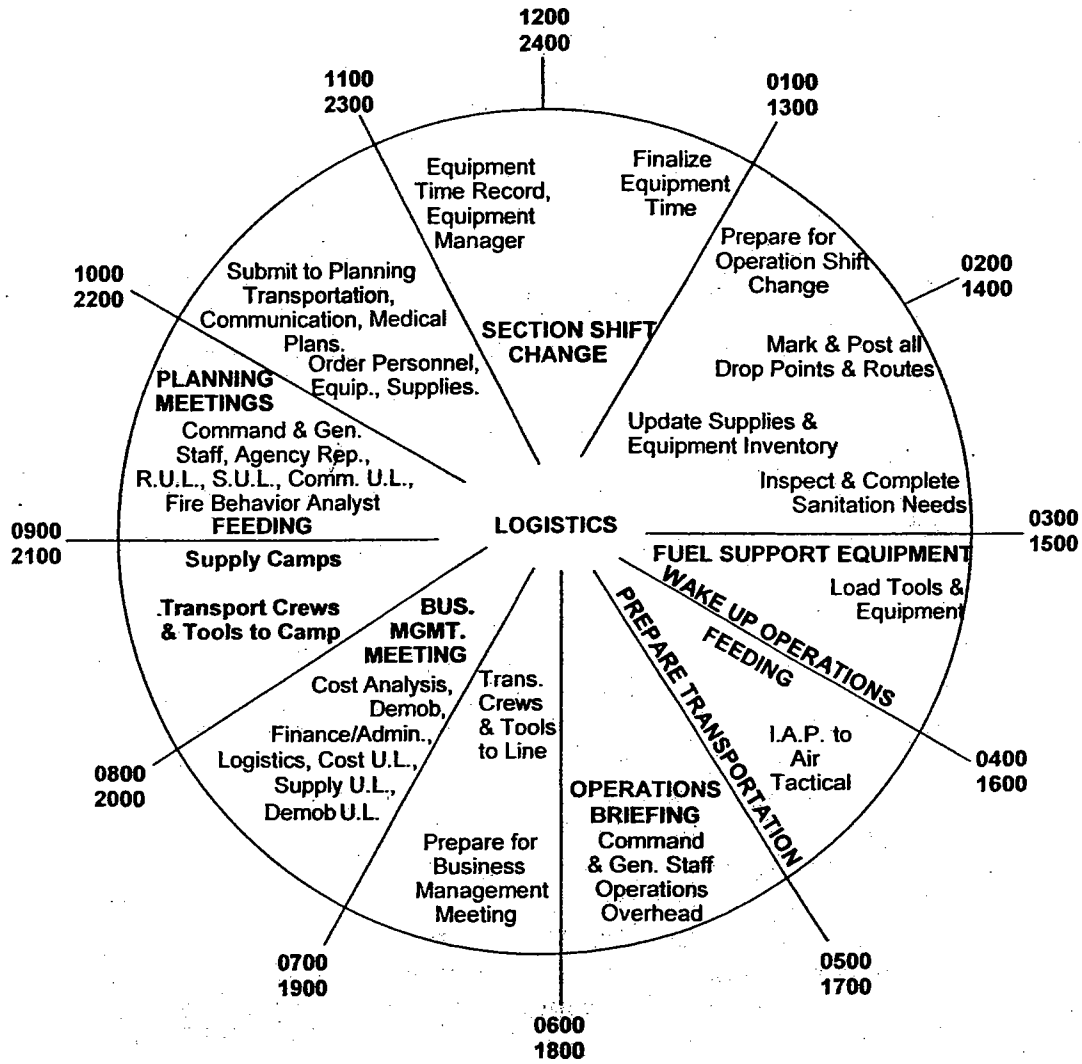 1200
2400
0100
1300
0200
1400
0300
1500
0400
1600
0500
1700
0600
1800
0700
1900
0800
2000
0900
2100
1000
2200
1100
2300
Equipment
Time Record,
Equipment
Manager
Finalize
Equipment
Time
SECTION SHIFT
CHANGE
Prepare for
Operation Shift
Change
Mark & Post all
Drop Points & Routes
Update Supplies &
Equipment Inventory
Inspect & Complete
Sanitation Needs
LOGISTICS
FUEL SUPPORT EQUIPMENT
Load Tools &
Equipment
WAKE UP OPERATIONS
FEEDING
I.A.P. to
Air
Tactical
PREPARE TRANSPORTATION
OPERATIONS
BRIEFING
Command
& Gen. Staff
Operations
Overhead
Trans.
Crews
& Tools
to Line
Prepare for
Business
Management
Meeting
BUS.
MGMT.
MEETING
Cost Analysis,
Demob,
Finance/Admin.,
Logistics, Cost U.L.,
Supply U.L.,
Demob U.L.
Supply Camps
Transport Crews
& Tools to Camp
PLANNING
MEETINGS
Command & Gen.
Staff, Agency Rep.,
R.U.L., S.U.L., Comm. U.L.,
Fire Behavior Analyst
FEEDING
Submit to Planning
Transportation,
Communication, Medical
Plans.
Order Personnel,
Equip., Supplies.